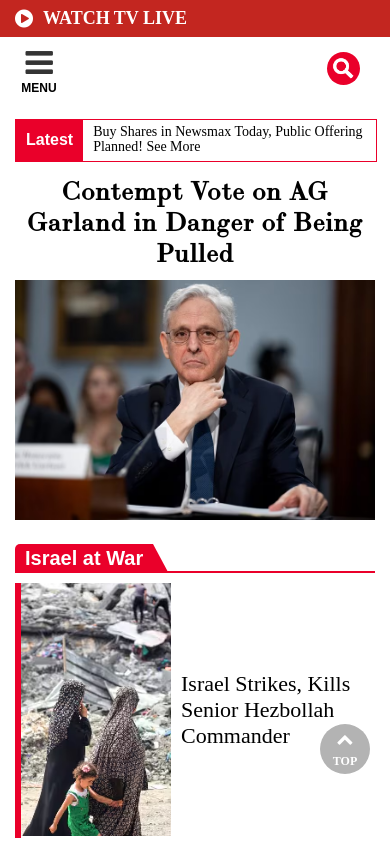 WATCH TV LIVE
MENU
Latest
Buy Shares in Newsmax Today, Public Offering
Planned! See More
Contempt Vote on AG
Garland in Danger of Being
Pulled
Israel at War
Israel Strikes, Kills
Senior Hezbollah
Commander
TOP